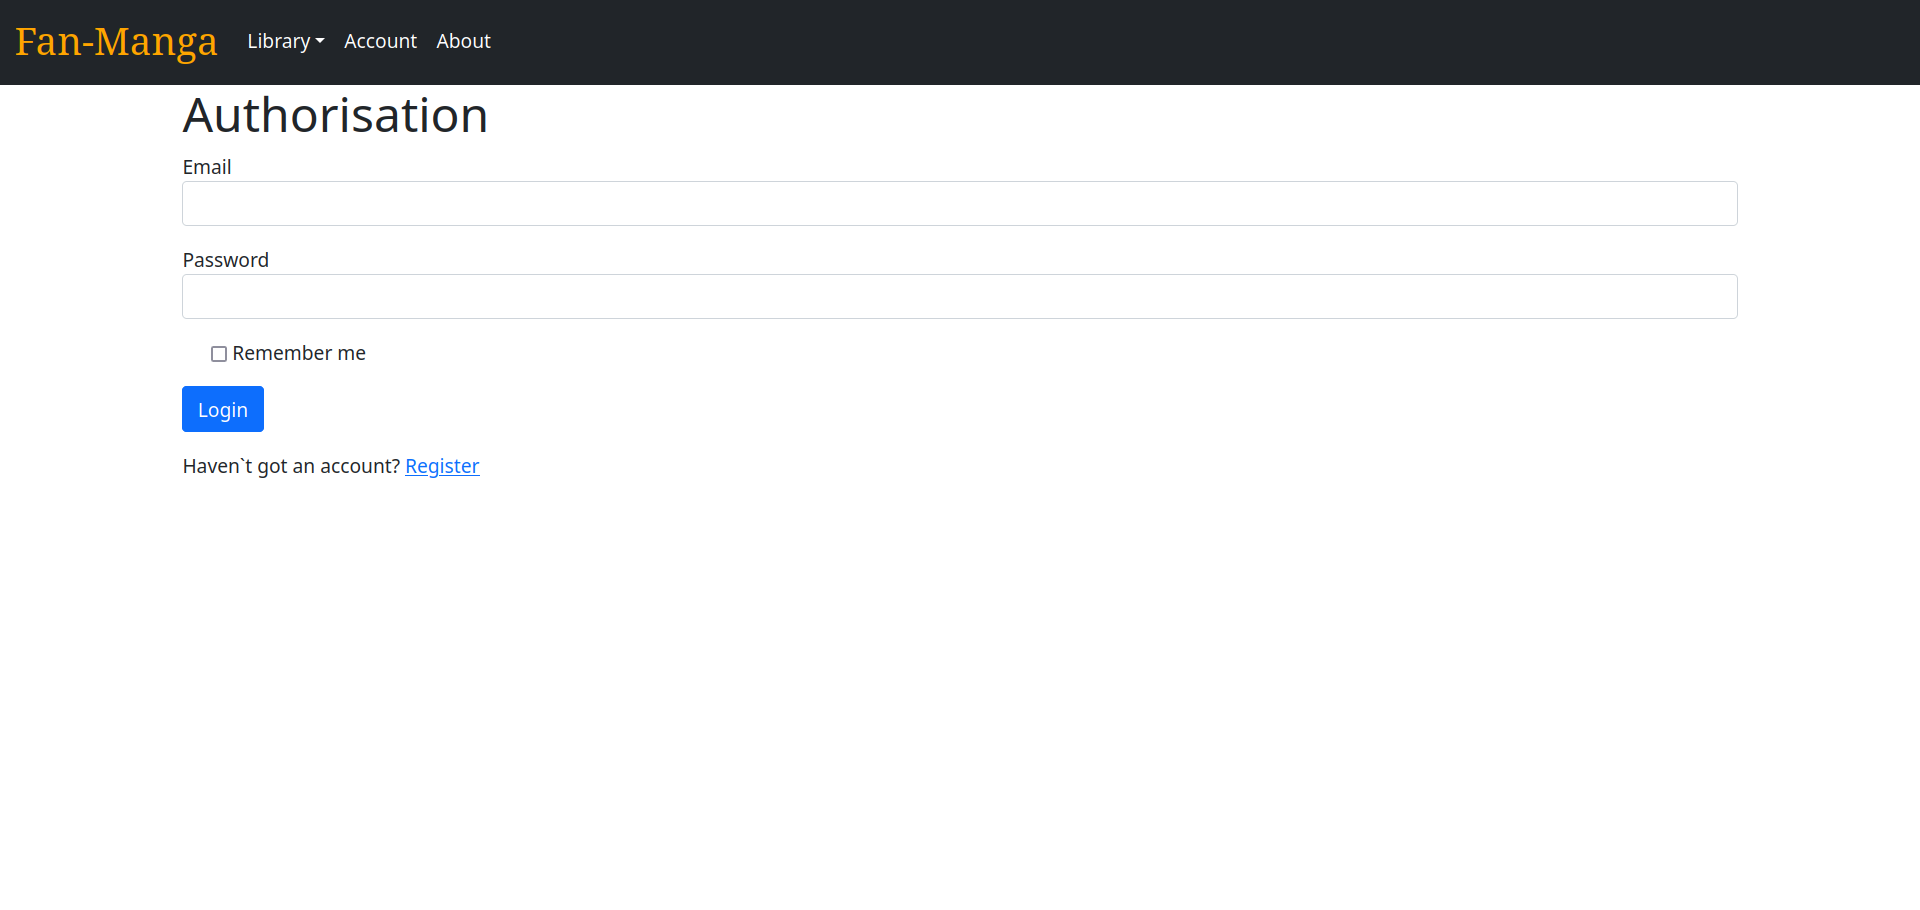 Fan-Manga Library Account About
Authorisation
Email
Password
Remember me
Login
Haven`t got an account? Register